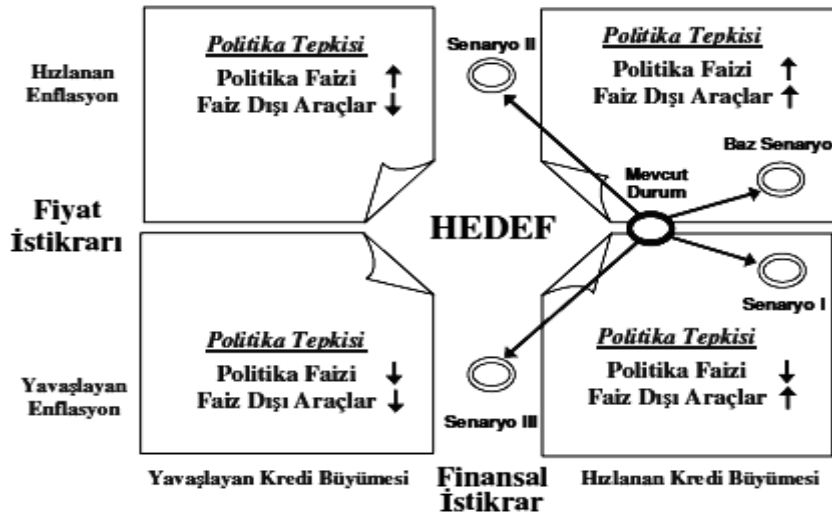 Politika Tepkisi
Politika Faizi ↑
Faiz Dışı Araçlar ↓
Hızlanan
Enflasyon
Senaryo II
Politika Tepkisi
Politika Faizi ↑
Faiz Dışı Araçlar ↑
Baz Senaryo
Mevcut
Durum
Fiyat
İstikrarı
HEDEF
Senaryo I
Politika Tepkisi
Politika Faizi ↓
Faiz Dışı Araçlar ↓
Yavaşlayan
Enflasyon
Senaryo III
Politika Tepkisi
Politika Faizi ↓
Faiz Dışı Araçlar ↑
Yavaşlayan Kredi Büyümesi
Finansal
İstikrar
Hızlanan Kredi Büyümesi